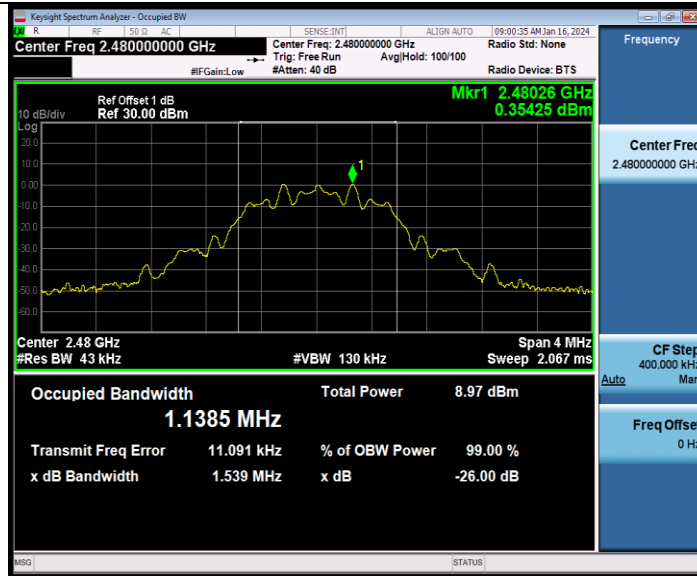 Keysight Spectrum Analyzer - Occupied BW
R RF 50 Ω AC SENSE:INT ALIGN AUTO 09:00:35 AM Jan 16, 2024
Center Freq 2.480000000 GHz Center Freq: 2.480000000 GHz Radio Std: None
Trig: Free Run Avg|Hold: 100/100
#IFGain:Low #Atten: 40 dB Radio Device: BTS
Frequency
Ref Offset 1 dB Mkr1 2.48026 GHz
10 dB/div Ref 30.00 dBm 0.35425 dBm
Log
20.0
10.0
1
0.00
-10.0
-20.0
-30.0
-40.0
-50.0
-60.0
Center 2.48 GHz Span 4 MHz
#Res BW 43 kHz #VBW 130 kHz Sweep 2.067 ms
Occupied Bandwidth Total Power 8.97 dBm
1.1385 MHz
Transmit Freq Error 11.091 kHz % of OBW Power 99.00 %
x dB Bandwidth 1.539 MHz x dB -26.00 dB
Center Freq
2.480000000 GHz
CF Step
400.000 kHz
Auto Man
Freq Offset
0 Hz
MSG STATUS